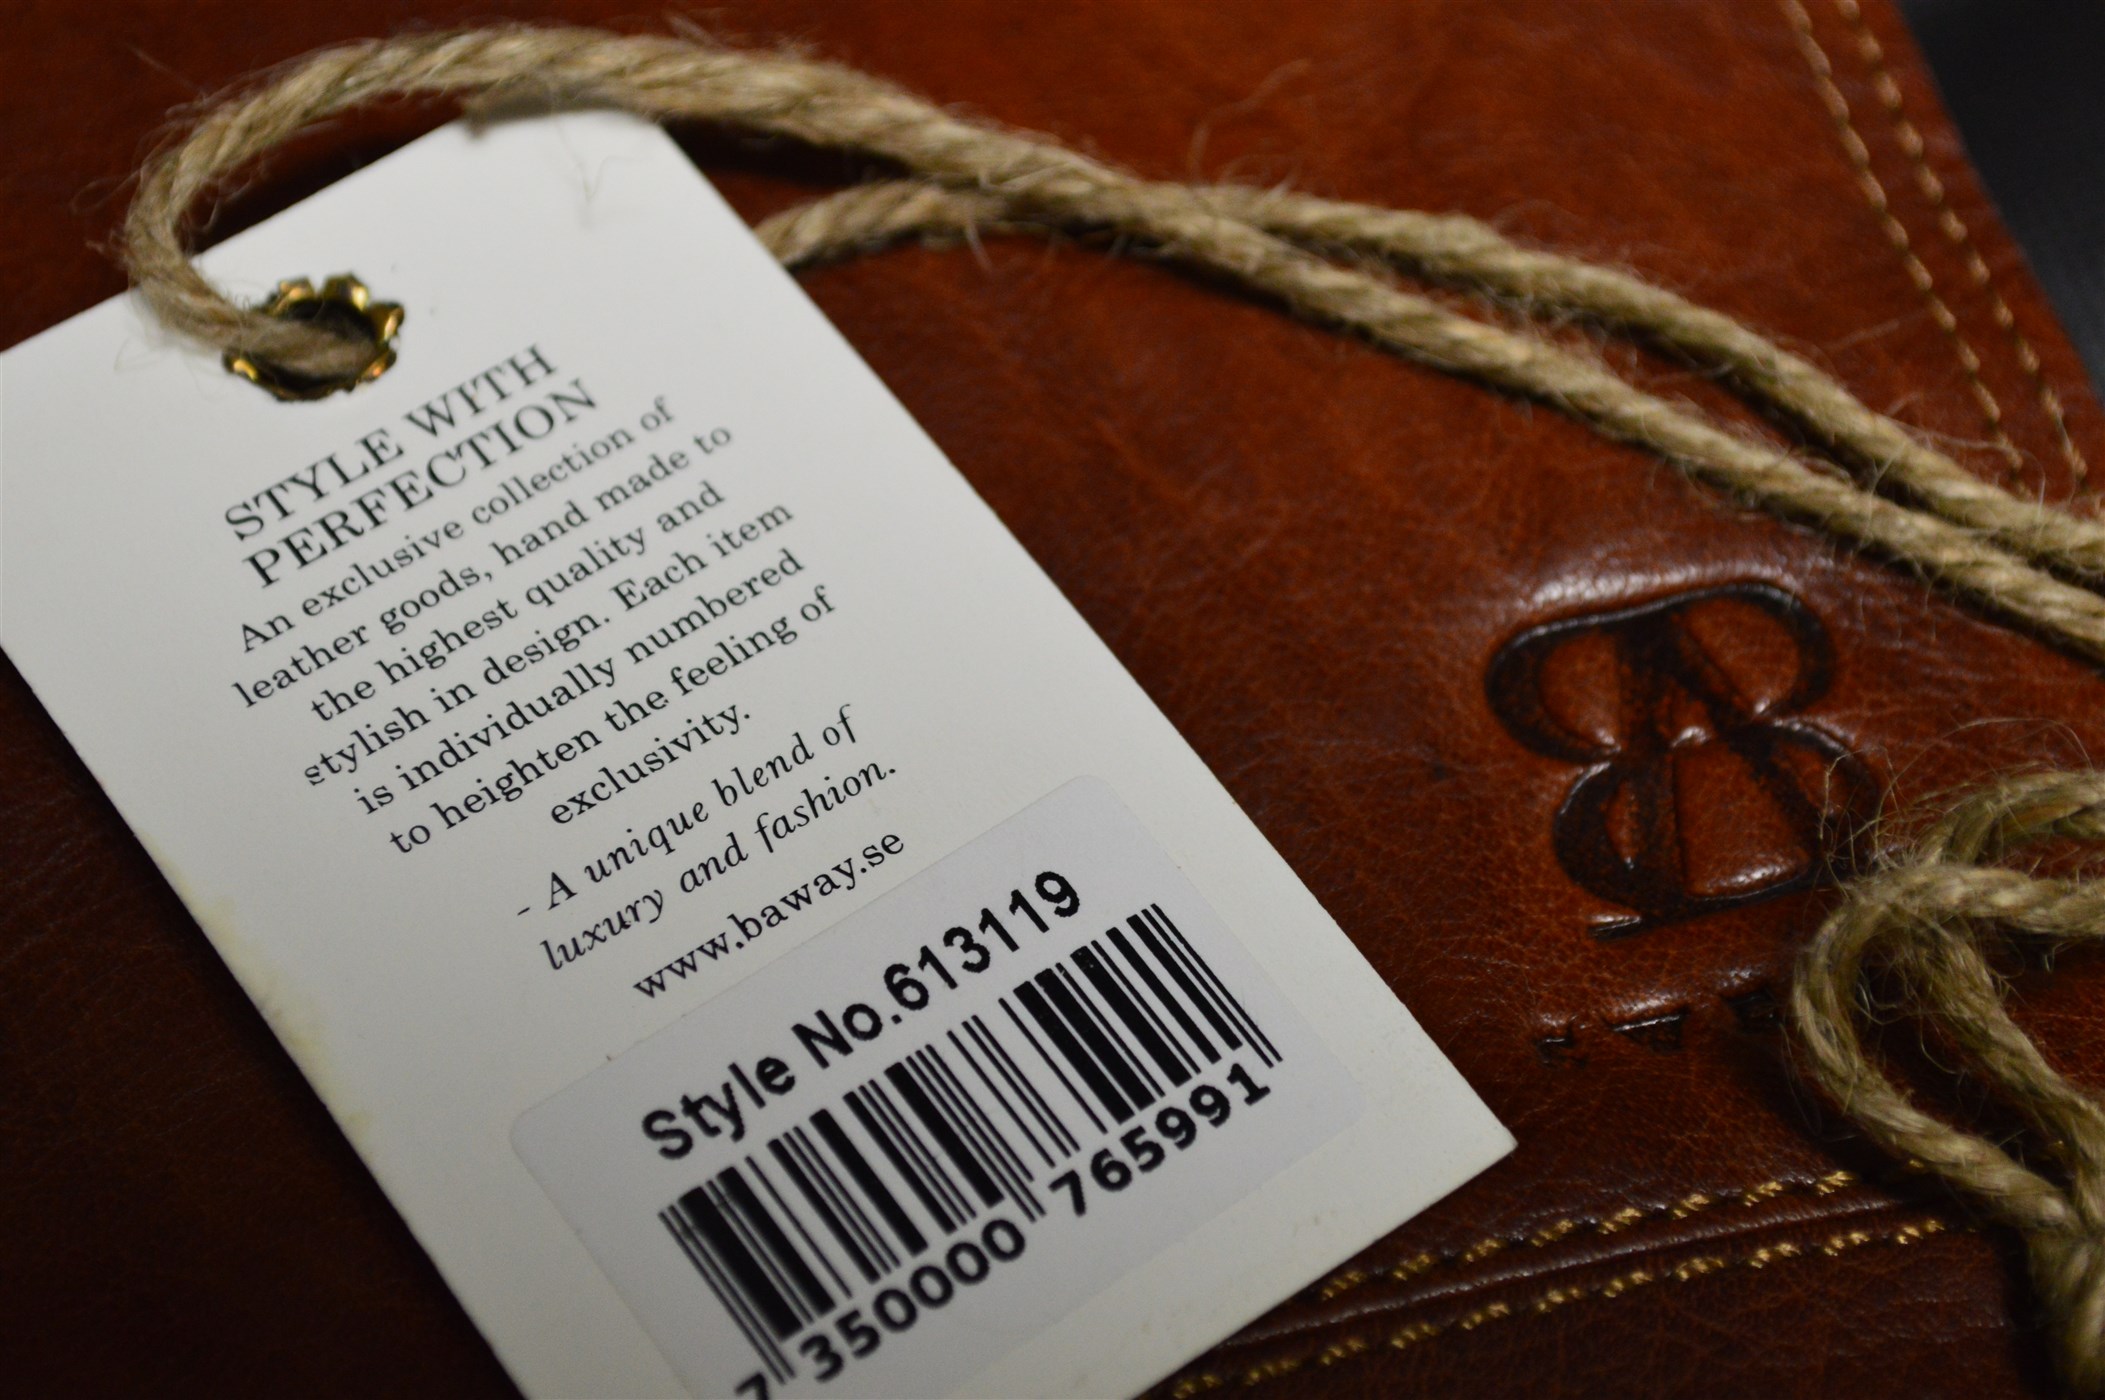 STYLE WITH
PERFECTION
An exclusive collection of
leather goods, hand made to
the highest quality and
stylish in design. Each item
is individually numbered
to heighten the feeling of
exclusivity.
- A unique blend of
luxury and fashion.
www.baway.se
Style No.613119
7 350000 765991